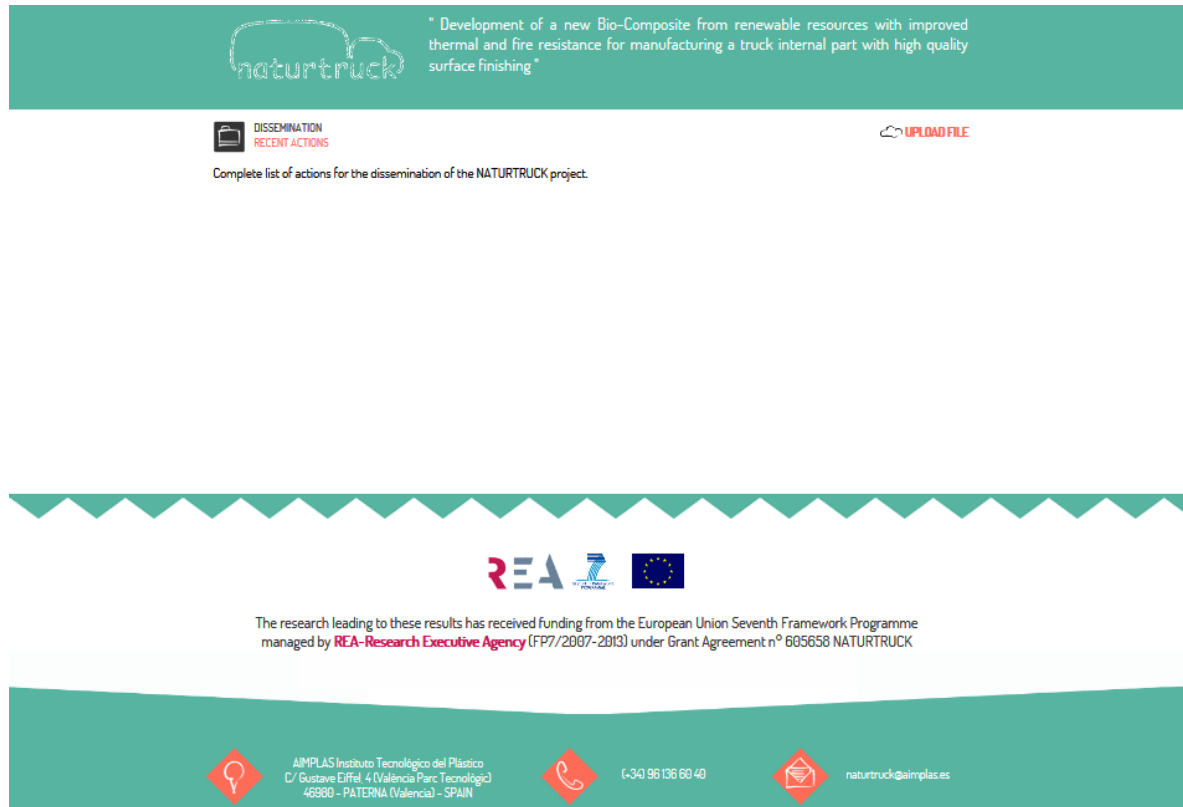 naturtruck
" Development of a new Bio-Composite from renewable resources with improved
thermal and fire resistance for manufacturing a truck internal part with high quality
surface finishing "
DISSEMINATION
RECENT ACTIONS
UPLOAD FILE
Complete list of actions for the dissemination of the NATURTRUCK project.
REA
The research leading to these results has received funding from the European Union Seventh Framework Programme
managed by REA-Research Executive Agency (FP7/2007-2013) under Grant Agreement nº 605658 NATURTRUCK
AIMPLAS Instituto Tecnológico del Plástico
C/ Gustave Eiffel, 4 (València Parc Tecnològic)
46980 - PATERNA (Valencia) - SPAIN
(+34) 96 136 60 40
naturtruck@aimplas.es